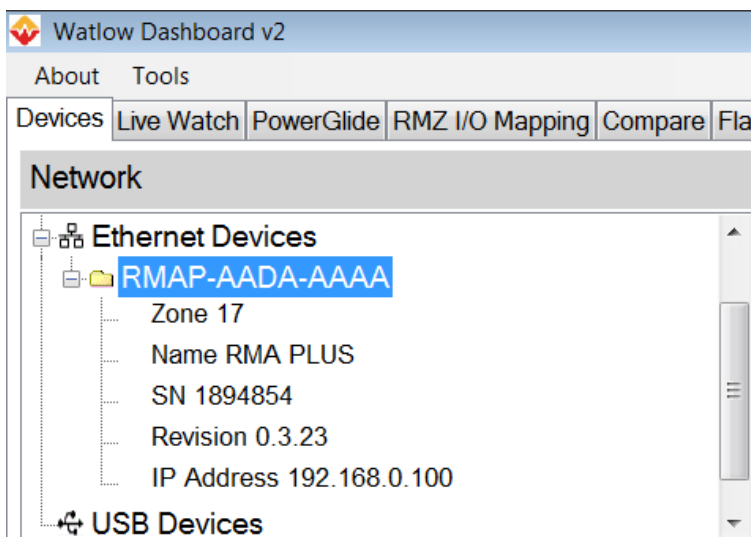 Watlow Dashboard v2
About Tools
Devices Live Watch PowerGlide RMZ I/O Mapping Compare Fla
Network
Ethernet Devices
RMAP-AADA-AAAA
Zone 17
Name RMA PLUS
SN 1894854
Revision 0.3.23
IP Address 192.168.0.100
USB Devices